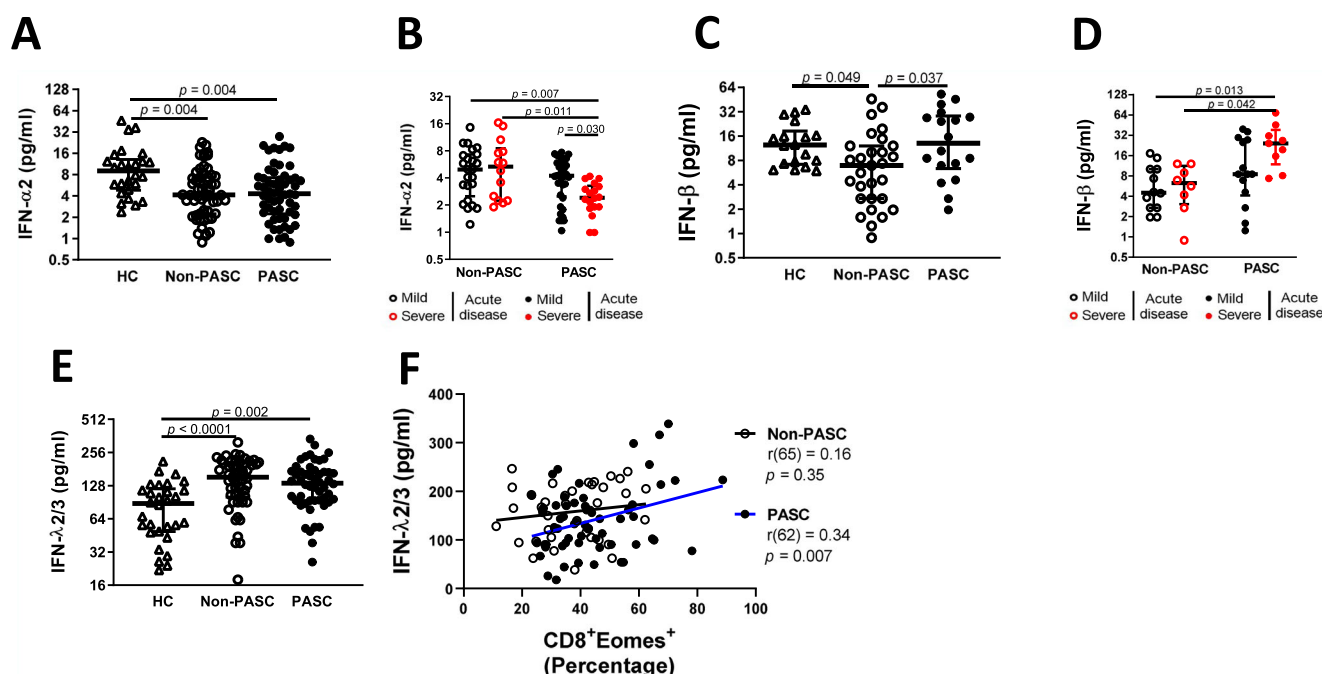 A
IFN-α2 (pg/ml)
128
64
32
16
8
4
2
1
0.5
p = 0.004
p = 0.004
HC Non-PASC PASC
B
IFN-α2 (pg/ml)
32
16
8
4
2
1
0.5
p = 0.007
p = 0.011
p = 0.030
Non-PASC PASC
Mild
Severe
Acute
disease
Mild
Severe
Acute
disease
C
IFN-β (pg/ml)
64
32
16
8
4
2
1
0.5
p = 0.049
p = 0.037
HC Non-PASC PASC
D
IFN-β (pg/ml)
128
64
32
16
8
4
2
1
0.5
p = 0.013
p = 0.042
Non-PASC PASC
Mild
Severe
Acute
disease
Mild
Severe
Acute
disease
E
IFN-λ2/3 (pg/ml)
512
256
128
64
32
16
p = 0.002
p < 0.0001
HC Non-PASC PASC
F
IFN-λ2/3 (pg/ml)
400
300
200
100
0
0 20 40 60 80 100
CD8+Eomes+
(Percentage)
Non-PASC
r(65) = 0.16
p = 0.35
PASC
r(62) = 0.34
p = 0.007